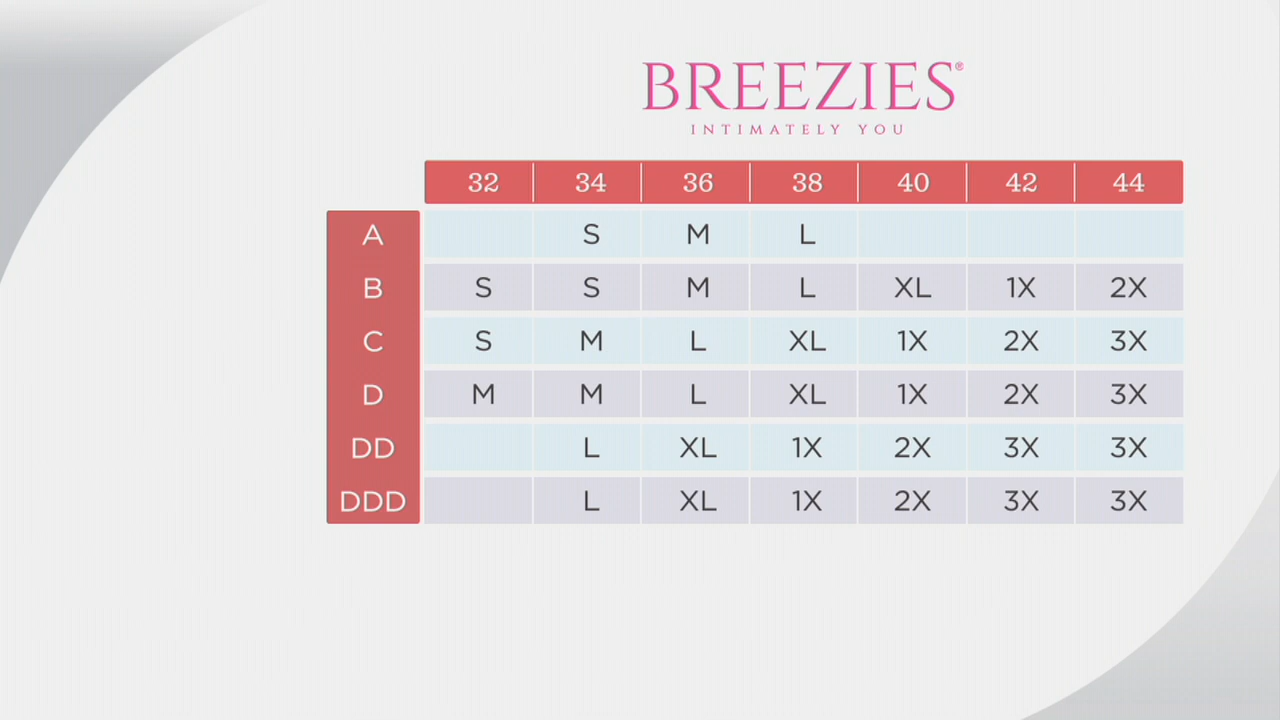 BREEZIES®
INTIMATELY YOU
32 34 36 38 40 42 44
A S M L
B S S M L XL 1X 2X
C S M L XL 1X 2X 3X
D M M L XL 1X 2X 3X
DD L XL 1X 2X 3X 3X
DDD L XL 1X 2X 3X 3X